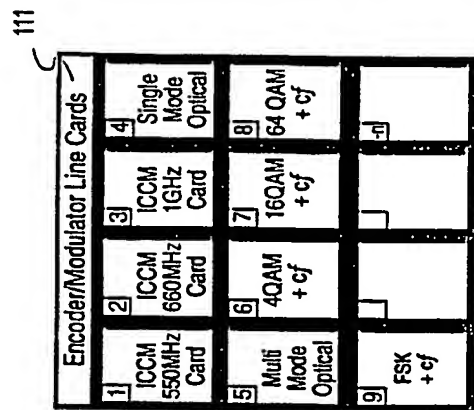 111
Encoder/Modulator Line Cards
1
ICCM
550MHz
Card
2
ICCM
660MHz
Card
3
ICCM
1GHz
Card
4
Single
Mode
Optical
5
Multi
Mode
Optical
6
4QAM
+ cf
7
16QAM
+ cf
8
64 QAM
+ cf
9
FSK
+ cf
-n